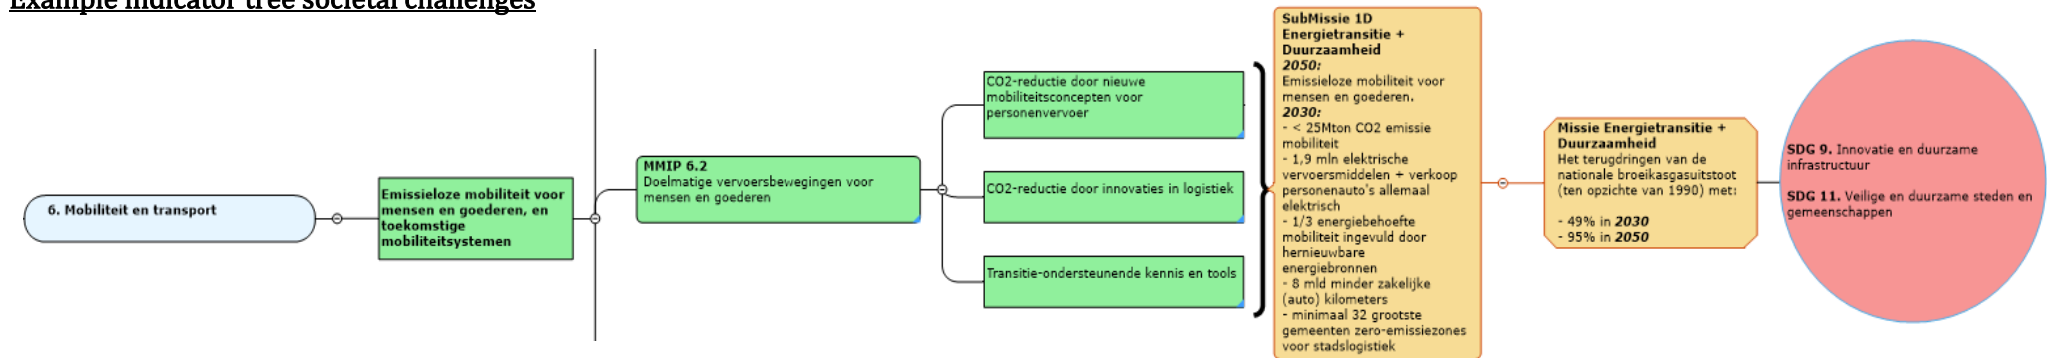 Example indicator tree societal challenges
6. Mobiliteit en transport
Emissieloze mobiliteit voor
mensen en goederen, en
toekomstige
mobiliteitsystemen
MMIP 6.2
Doelmatige vervoersbewegingen voor
mensen en goederen
CO2-reductie door nieuwe
mobiliteitsconcepten voor
personenvervoer
CO2-reductie door innovaties in logistiek
Transitie-ondersteunende kennis en tools
SubMissie 1D
Energietransitie +
Duurzaamheid
2050:
Emissieloze mobiliteit voor
mensen en goederen.
2030:
- < 25Mton CO2 emissie
mobiliteit
- 1,9 mln elektrische
vervoersmiddelen + verkoop
personenauto's allemaal
elektrisch
- 1/3 energiebehoefte
mobiliteit ingevuld door
hernieuwbare
energiebronnen
- 8 mld minder zakelijke
(auto) kilometers
- minimaal 32 grootste
gemeenten zero-emissiezones
voor stadslogistiek
Missie Energietransitie +
Duurzaamheid
Het terugdringen van de
nationale broeikasgasuitstoot
(ten opzichte van 1990) met:
- 49% in 2030
- 95% in 2050
SDG 9. Innovatie en duurzame
infrastructuur
SDG 11. Veilige en duurzame steden en
gemeenschappen